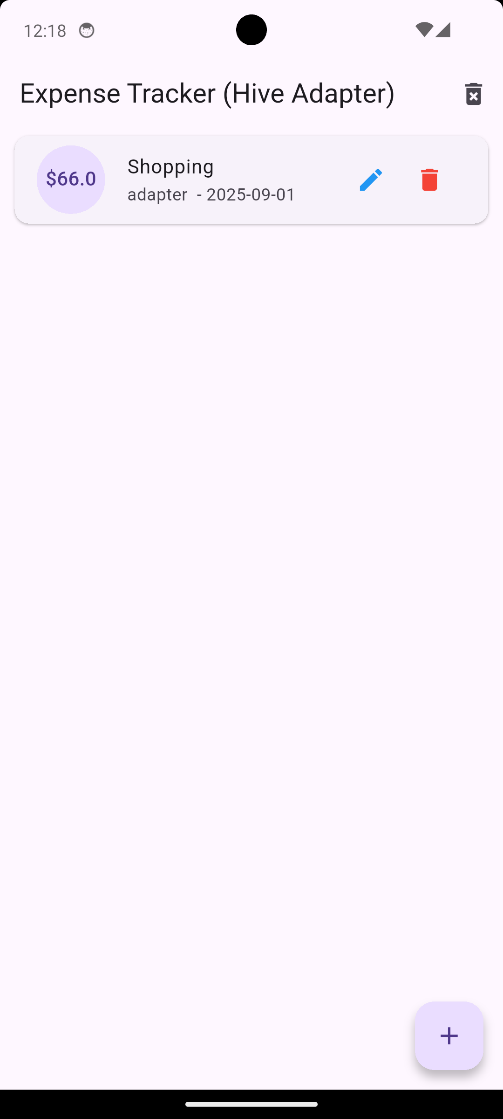 12:18
Expense Tracker (Hive Adapter)
$66.0
Shopping
adapter - 2025-09-01